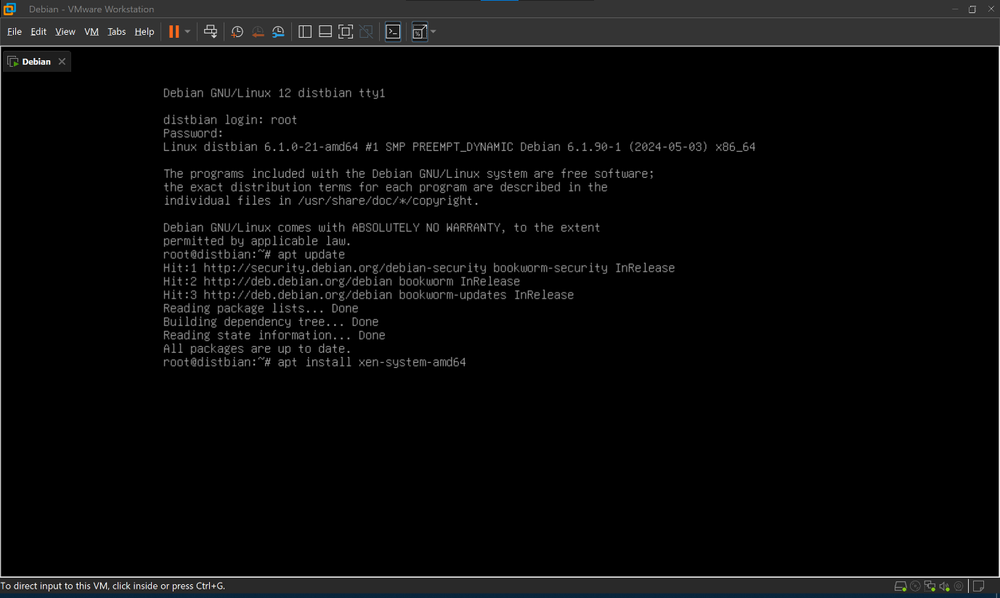 Debian - VMware Workstation
File Edit View VM Tabs Help
Debian
Debian GNU/Linux 12 distbian tty1
distbian login: root
Password:
Linux distbian 6.1.0-21-amd64 #1 SMP PREEMPT_DYNAMIC Debian 6.1.90-1 (2024-05-03) x86_64
The programs included with the Debian GNU/Linux system are free software;
the exact distribution terms for each program are described in the
individual files in /usr/share/doc/*/copyright.
Debian GNU/Linux comes with ABSOLUTELY NO WARRANTY, to the extent
permitted by applicable law.
root@distbian:~# apt update
Hit:1 http://security.debian.org/debian-security bookworm-security InRelease
Hit:2 http://deb.debian.org/debian bookworm InRelease
Hit:3 http://deb.debian.org/debian bookworm-updates InRelease
Reading package lists... Done
Building dependency tree... Done
Reading state information... Done
All packages are up to date.
root@distbian:~# apt install xen-system-amd64
To direct input to this VM, click inside or press Ctrl+G.